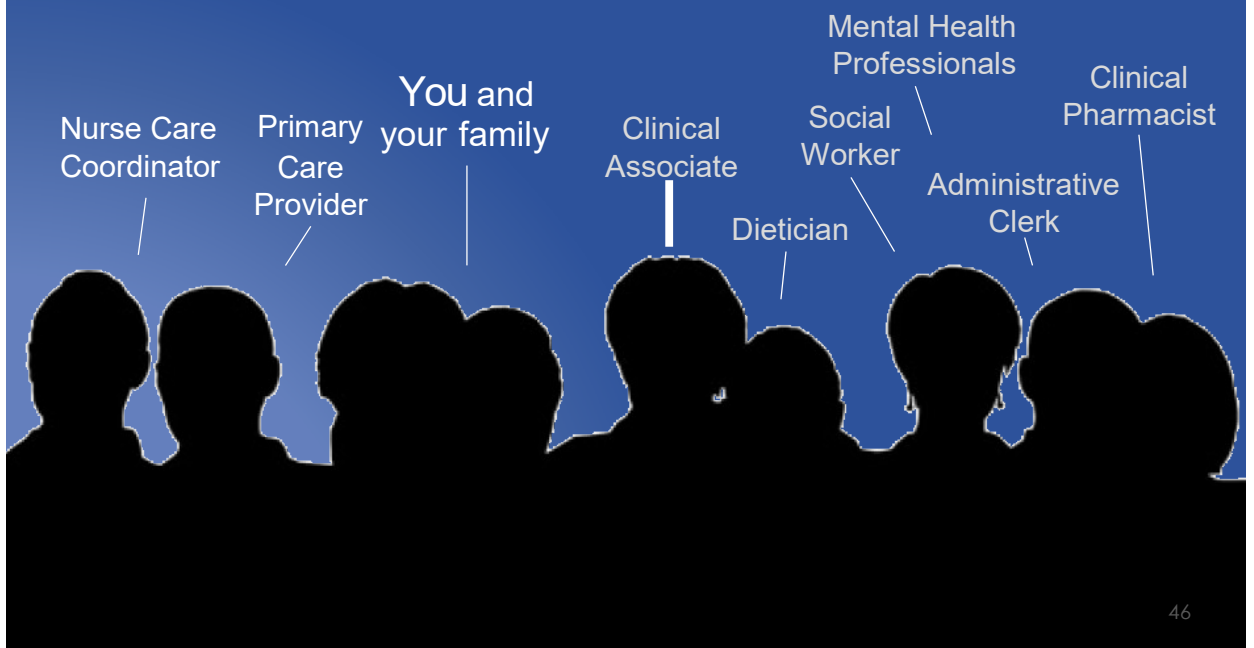 Nurse Care
Coordinator
Primary
Care
Provider
You and
your family
Clinical
Associate
Dietician
Social
Worker
Mental Health
Professionals
Administrative
Clerk
Clinical
Pharmacist
46